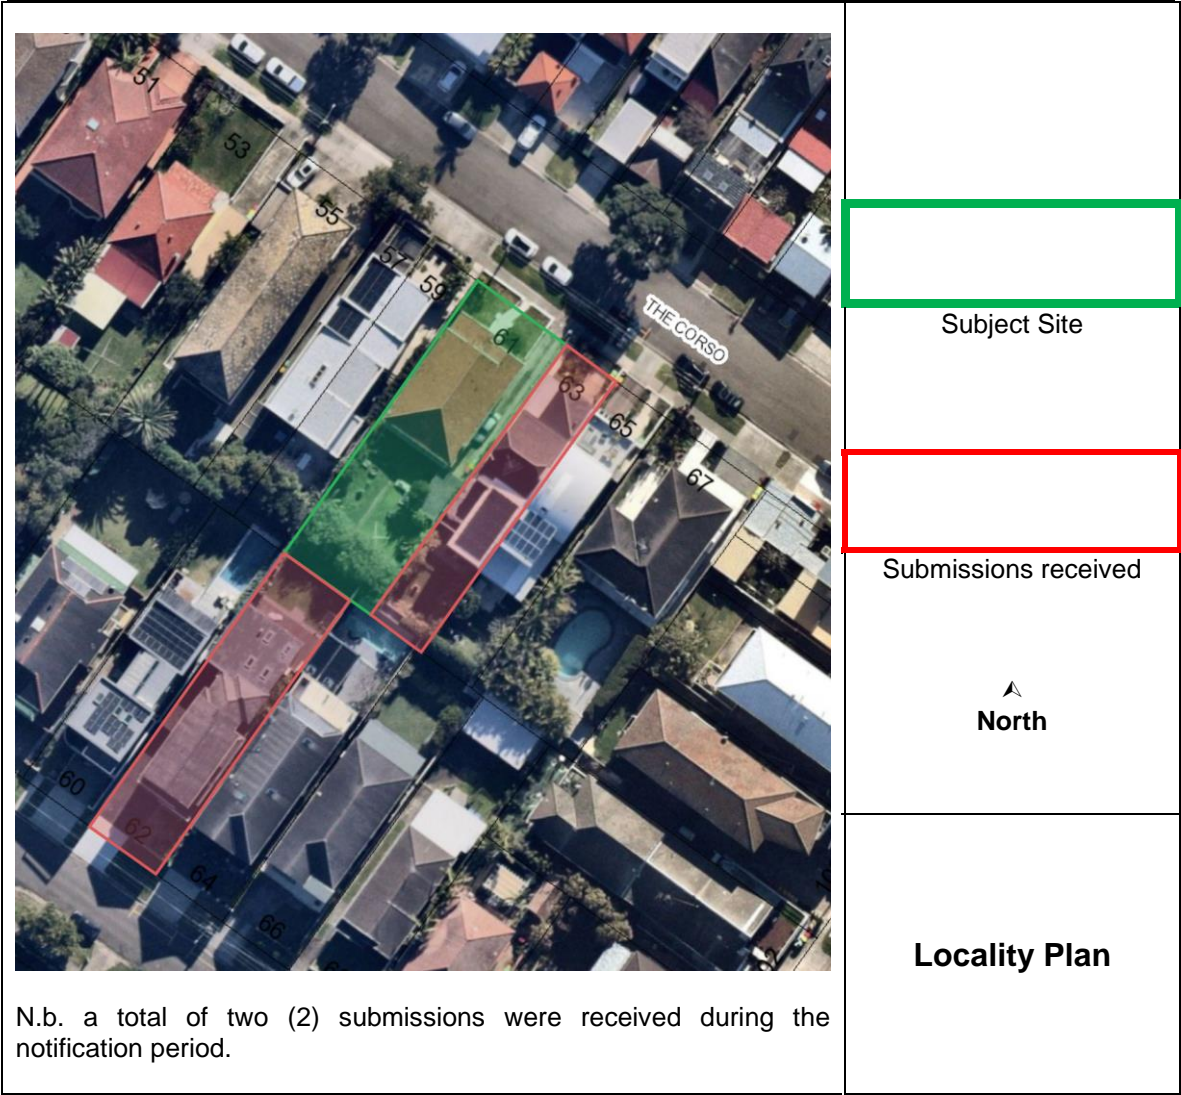 51
53
55
57
59
61
THE CORSO
63
65
67
60
62
64
66
N.b. a total of two (2) submissions were received during the
notification period.
Subject Site
Submissions received
North
Locality Plan